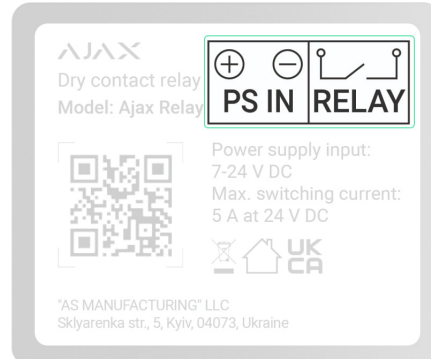 AJAX
Dry contact relay
Model: Ajax Relay
PS IN RELAY
Power supply input:
7-24 V DC
Max. switching current:
5 A at 24 V DC
UK
CA
"AS MANUFACTURING" LLC
Sklyarenka str., 5, Kyiv, 04073, Ukraine